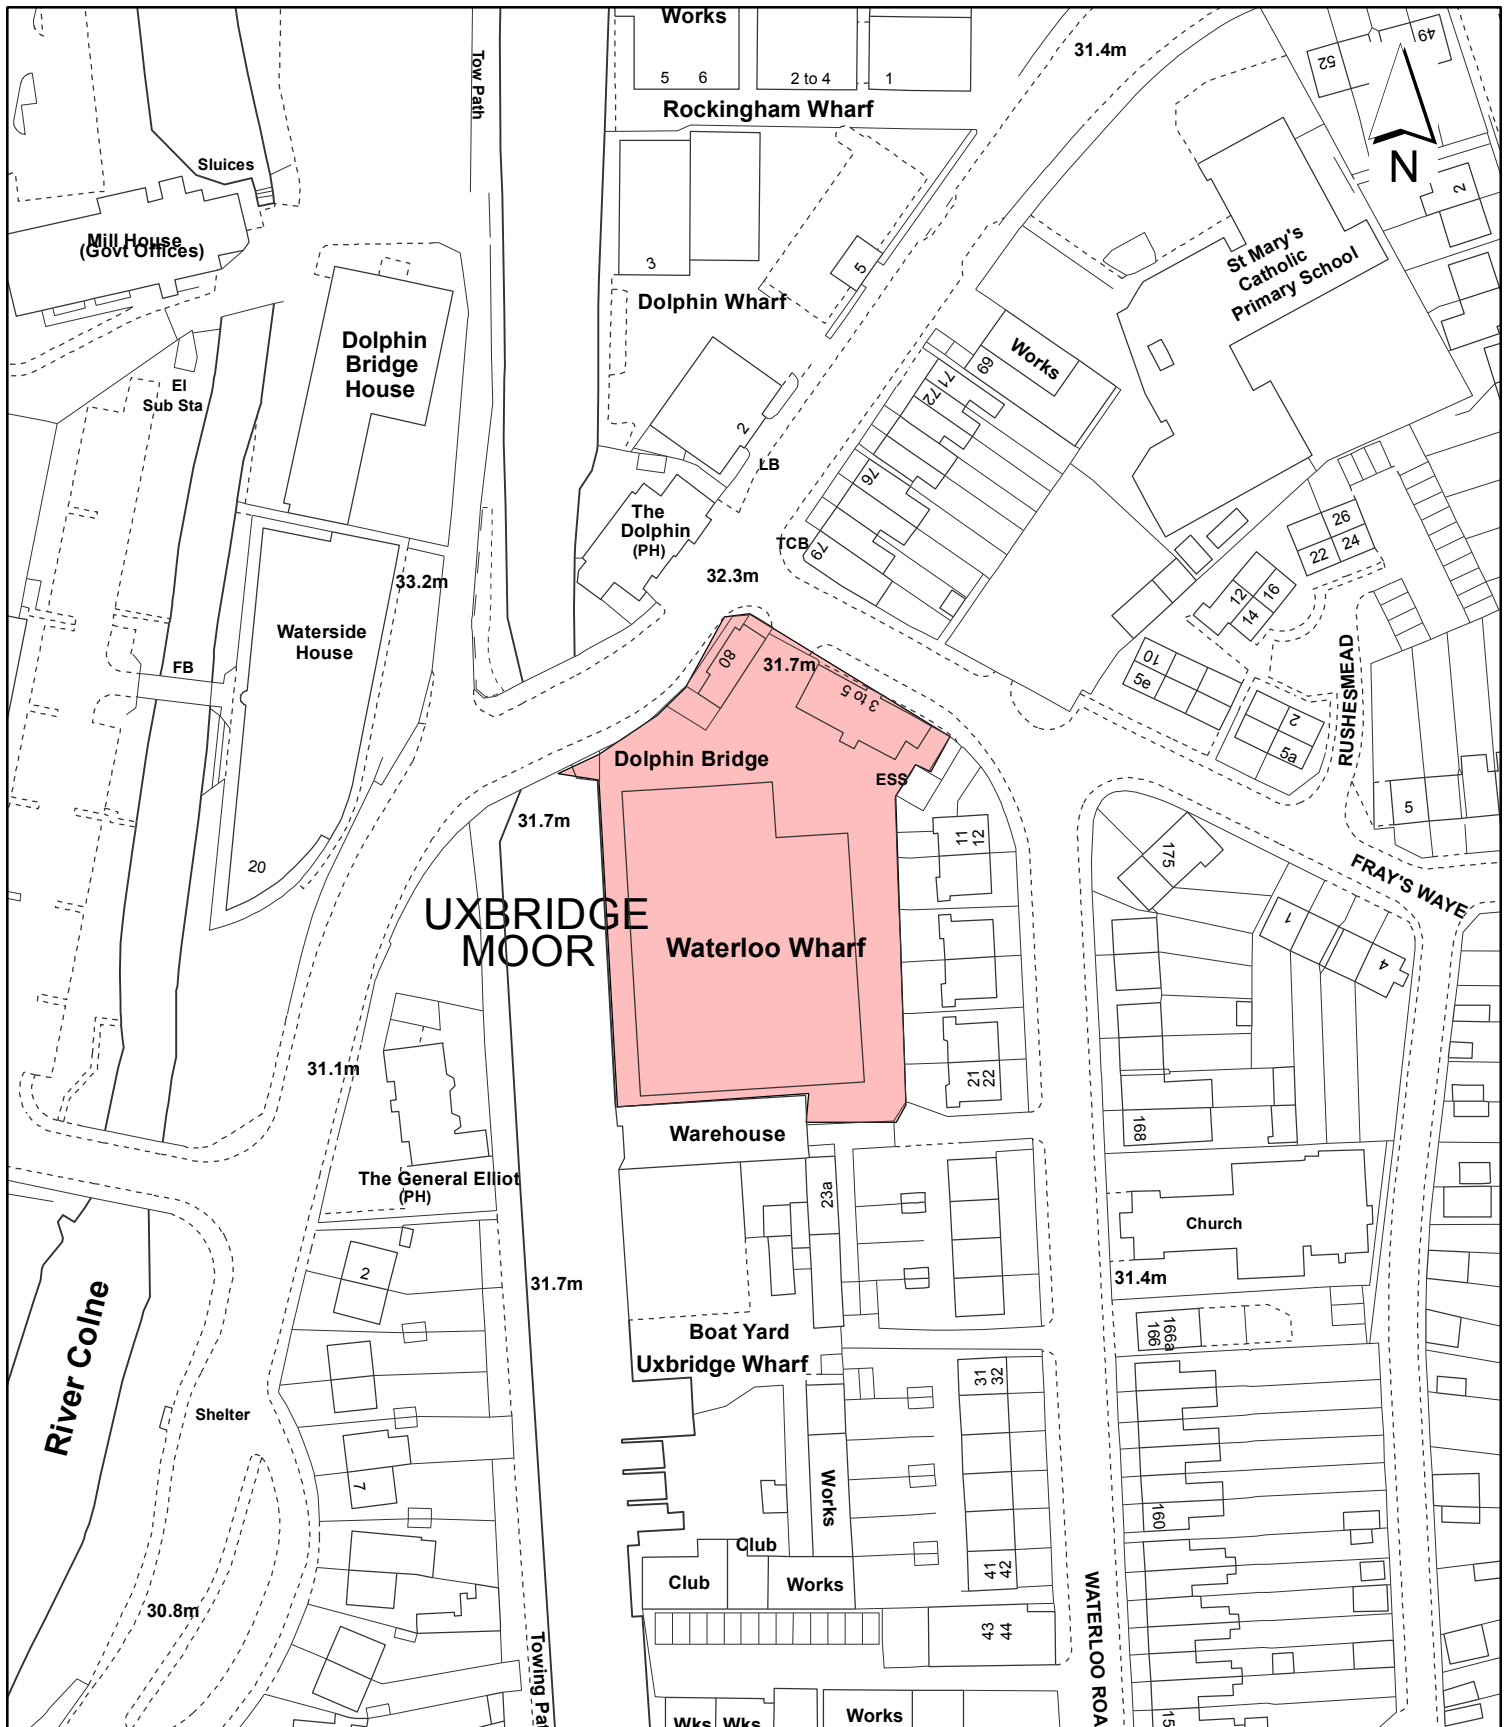 Works
31.4m
49
52
Tow Path
5
6
2 to 4
1
Rockingham Wharf
N
Sluices
2
Mill House
(Govt Offices)
St Mary's
Catholic
Primary School
3
5
Dolphin Wharf
Dolphin
Bridge
House
Works
69
71
72
El
Sub Sta
2
LB
76
The
Dolphin
(PH)
TCB
79
26
22
24
32.3m
33.2m
12
16
14
Waterside
House
RUSHESMEAD
FB
80
31.7m
3 to 5
10
5e
2
5a
Dolphin Bridge
ESS
5
31.7m
11
12
175
20
FRAY'S WAYE
UXBRIDGE
MOOR
Waterloo Wharf
1
4
31.1m
21
22
168
Warehouse
The General Elliot
(PH)
23a
Church
2
31.7m
31.4m
River Colne
Boat Yard
Uxbridge Wharf
166
166a
31
32
Shelter
7
Works
160
Club
41
42
Club
Works
30.8m
43
44
WATERLOO ROA
Towing Pat
Wks
Wks
Works
15